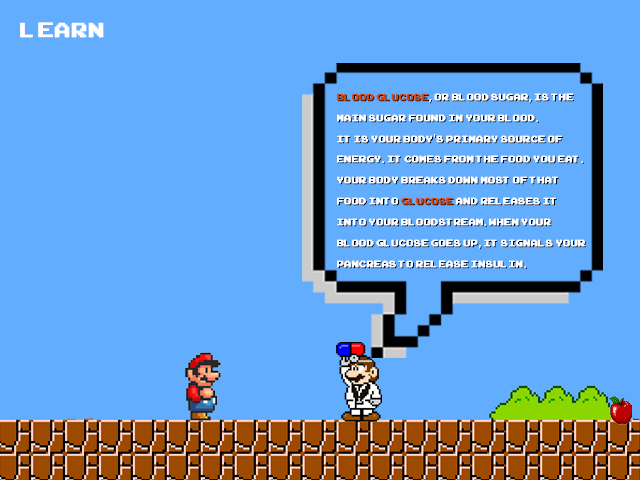 LEARN
BLOOD GLUCOSE, OR BLOOD SUGAR, IS THE
MAIN SUGAR FOUND IN YOUR BLOOD.
IT IS YOUR BODY'S PRIMARY SOURCE OF
ENERGY. IT COMES FROM THE FOOD YOU EAT.
YOUR BODY BREAKS DOWN MOST OF THAT
FOOD INTO GLUCOSE AND RELEASES IT
INTO YOUR BLOODSTREAM. WHEN YOUR
BLOOD GLUCOSE GOES UP, IT SIGNALS YOUR
PANCREAS TO RELEASE INSULIN.